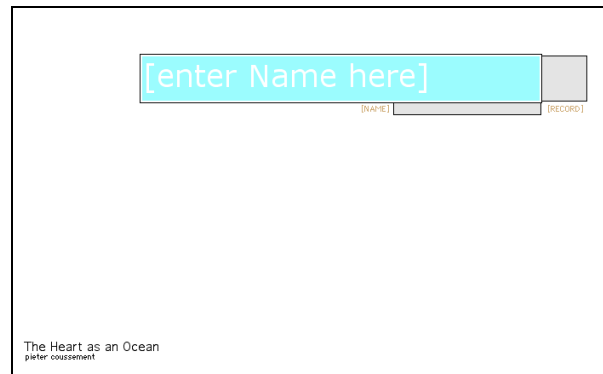 [enter Name here]
[NAME] [RECORD]
The Heart as an Ocean
pieter coussement